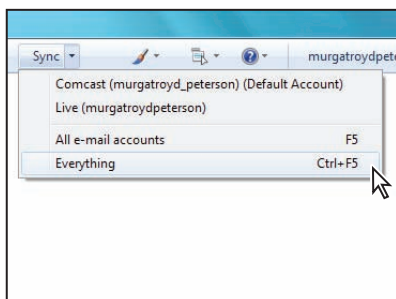 Sync murgatroydpete
Comcast (murgatroyd_peterson) (Default Account)
Live (murgatroydpeterson)
All e-mail accounts F5
Everything Ctrl+F5